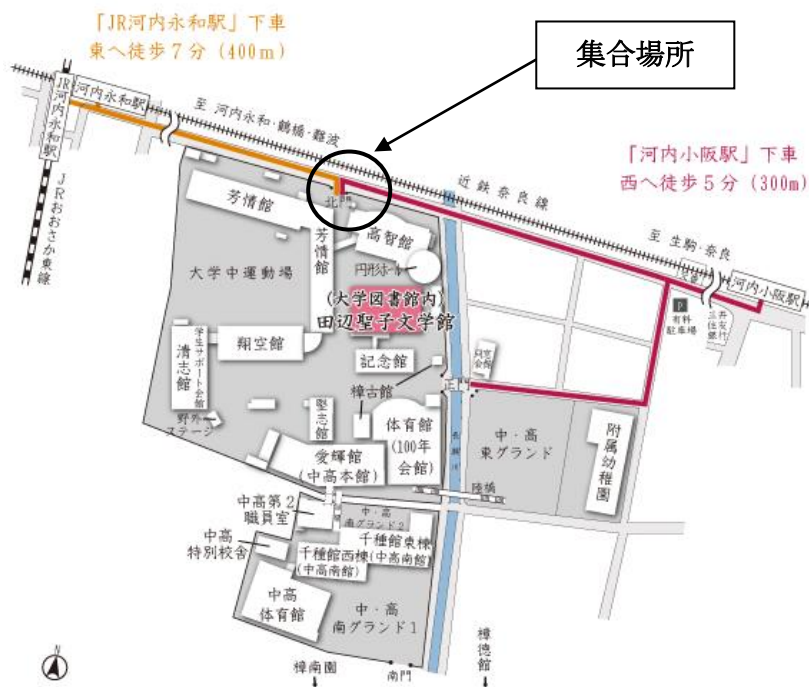 「JR河内永和駅」下車
東へ徒歩7分（400m）
集合場所
JR河内永和駅
河内永和駅
至 河内永和・鶴橋・難波
「河内小阪駅」下車
西へ徒歩5分（300m）
近鉄奈良線
至 生駒・奈良
JRおおさか東線
北門
芳情館
芳情館
高智館
円形ホール
大学中運動場
（大学図書館内）
田辺聖子文学館
河内小阪駅
P
有料
駐車場
三井
住友
銀行
翔空館
学生サポート会館
清志館
記念館
正門
樟古館
野外
ステージ
堅志館
体育館
(100年
会館)
愛輝館
(中高本館)
中・高
東グランド
附属幼稚園
長瀬川
陸橋
中高第2
職員室
中・高
南グランド2
中高
特別校舎
千種館西棟
(中高南館)
千種館東棟
(中高南館)
中高
体育館
中・高
南グランド1
N
樟南園
南門
樟徳館